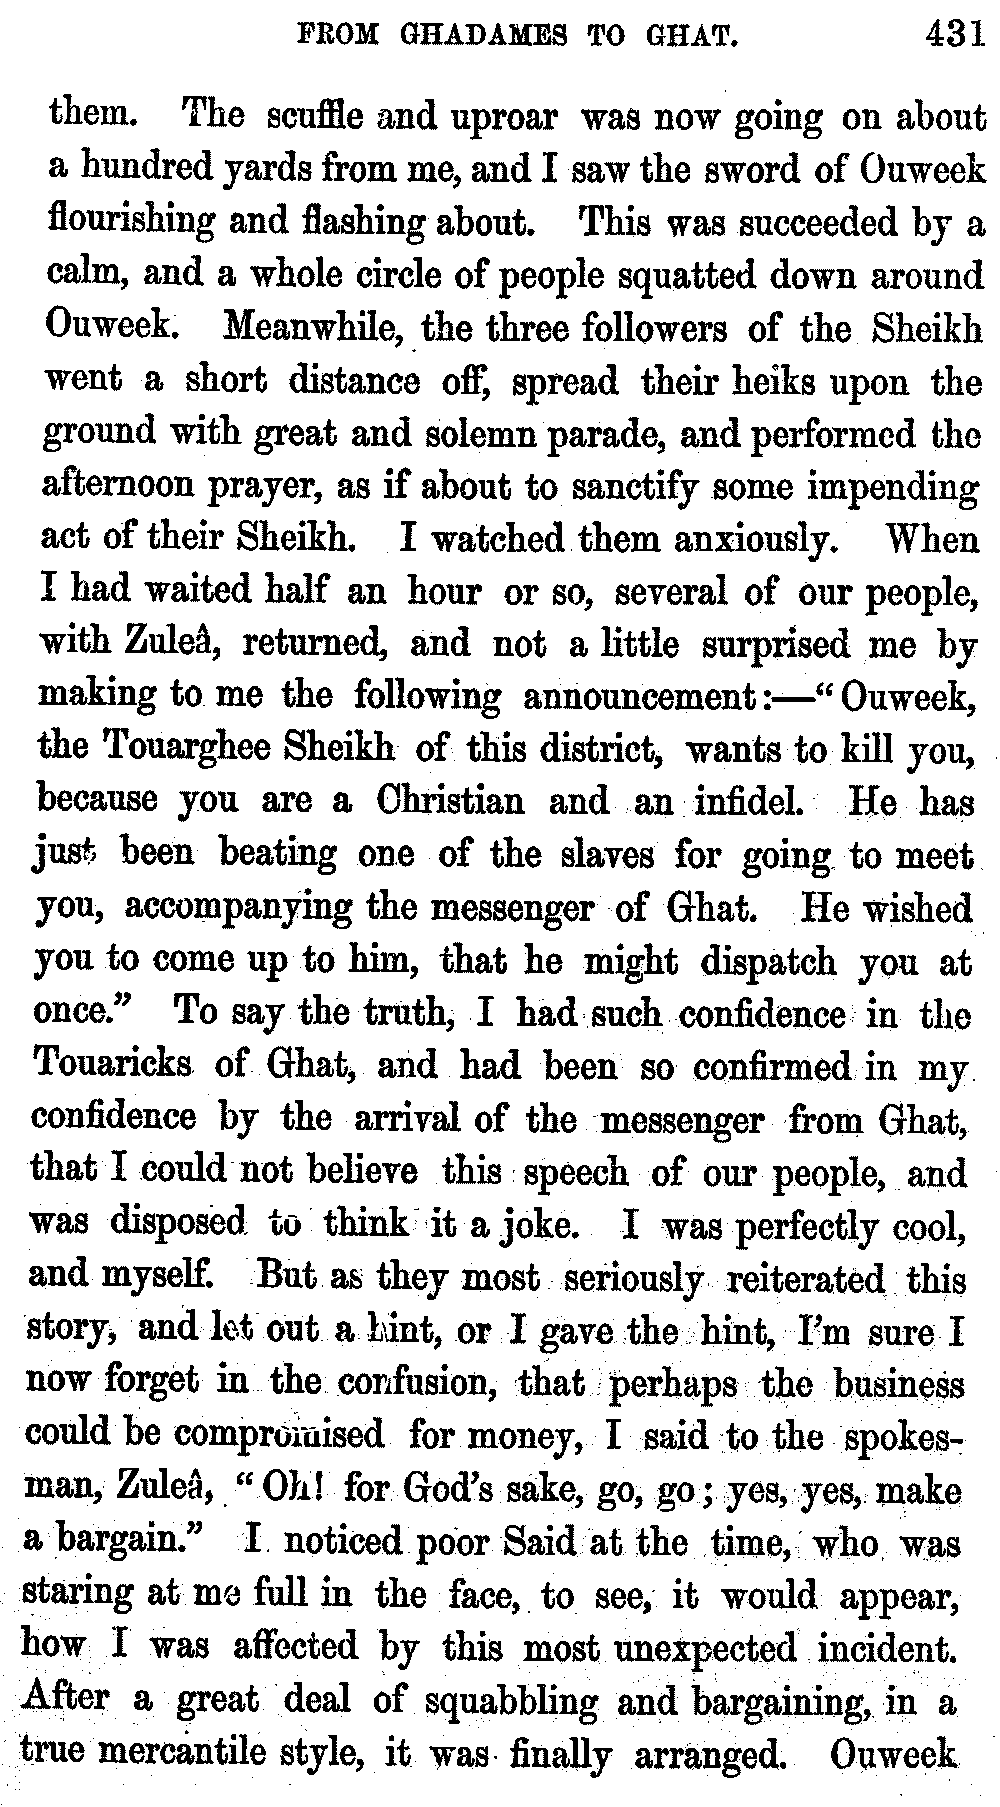 FROM GHADAMES TO GHAT. 431
them. The scuffle and uproar was now going on about
a hundred yards from me, and I saw the sword of Ouweek
flourishing and flashing about. This was succeeded by a
calm, and a whole circle of people squatted down around
Ouweek. Meanwhile, the three followers of the Sheikh
went a short distance off, spread their heiks upon the
ground with great and solemn parade, and performed the
afternoon prayer, as if about to sanctify some impending
act of their Sheikh. I watched them anxiously. When
I had waited half an hour or so, several of our people,
with Zuleâ, returned, and not a little surprised me by
making to me the following announcement:—“Ouweek,
the Touarghee Sheikh of this district, wants to kill you,
because you are a Christian and an infidel. He has
just been beating one of the slaves for going to meet
you, accompanying the messenger of Ghat. He wished
you to come up to him, that he might dispatch you at
once.” To say the truth, I had such confidence in the
Touaricks of Ghat, and had been so confirmed in my
confidence by the arrival of the messenger from Ghat,
that I could not believe this speech of our people, and
was disposed to think it a joke. I was perfectly cool,
and myself. But as they most seriously reiterated this
story, and let out a hint, or I gave the hint, I'm sure I
now forget in the confusion, that perhaps the business
could be compromised for money, I said to the spokes-
man, Zuleâ, “Oh! for God's sake, go, go; yes, yes, make
a bargain.” I noticed poor Said at the time, who was
staring at me full in the face, to see, it would appear,
how I was affected by this most unexpected incident.
After a great deal of squabbling and bargaining, in a
true mercantile style, it was finally arranged. Ouweek